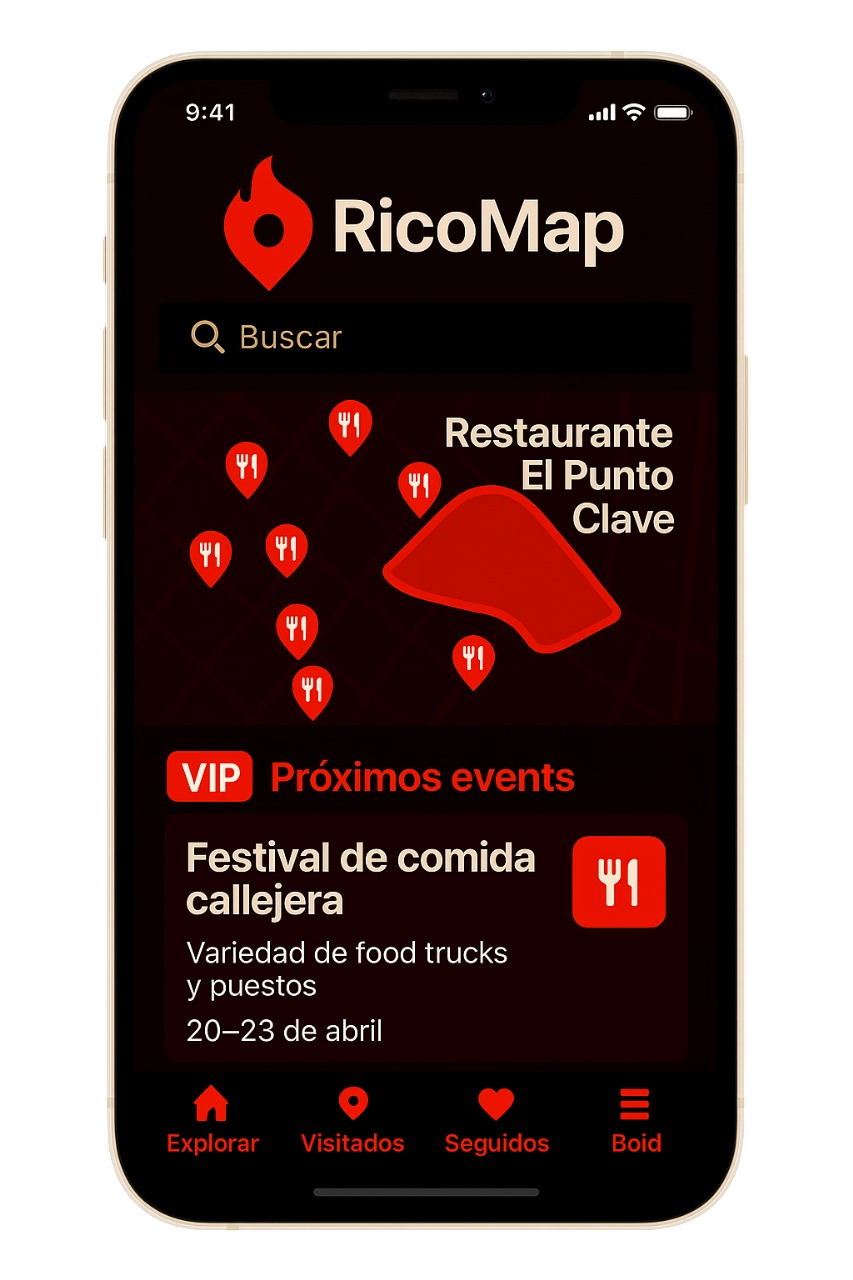 9:41
RicoMap
Buscar
Restaurante
El Punto
Clave
VIP Próximos events
Festival de comida
callejera
Variedad de food trucks
y puestos
20–23 de abril
Explorar Visitados Seguidos Boid